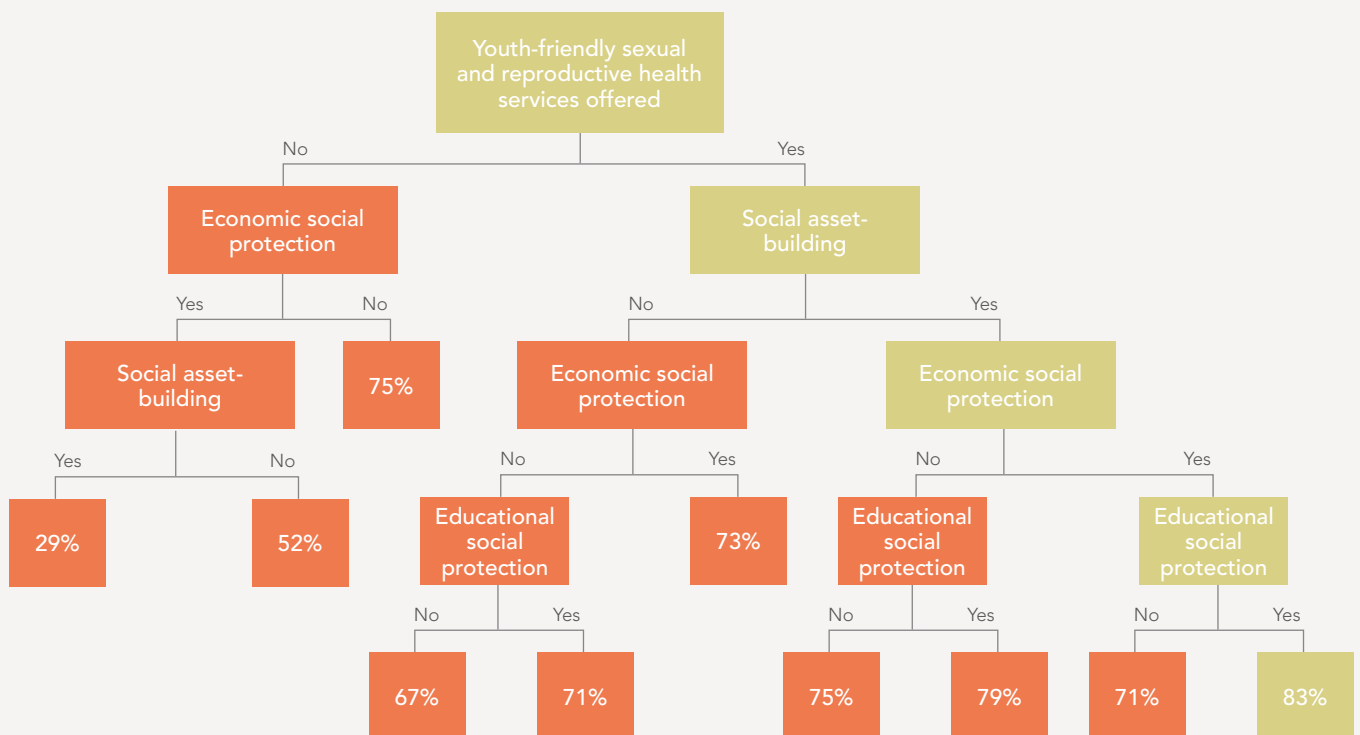 Youth-friendly sexual
and reproductive health
services offered
No
Yes
Economic social
protection
Social asset-
building
Yes
No
No
Yes
Social asset-
building
75%
Economic social
protection
Economic social
protection
Yes
No
No
Yes
No
Yes
29%
52%
Educational
social
protection
73%
Educational
social
protection
Educational
social
protection
No
Yes
No
Yes
No
Yes
67%
71%
75%
79%
71%
83%